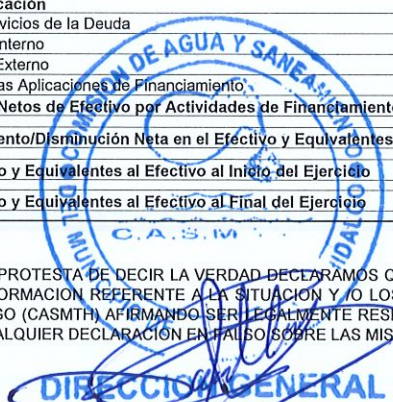 cación
vicios de la Deuda
nterno
Externo
as Aplicaciones de Financiamiento
Netos de Efectivo por Actividades de Financiamiento
ento/Disminución Neta en el Efectivo y Equivalentes
o y Equivalentes al Efectivo al Inicio del Ejercicio
o y Equivalentes al Efectivo al Final del Ejercicio
COMISIÓN DE AGUA Y SANEAMIENTO
DEL MUNICIPIO
HIDALGO
C.A.S.M
PROTESTA DE DECIR LA VERDAD DECLARAMOS Q
ORMACION REFERENTE A LA SITUACION Y /O LOS
GO (CASMTH) AFIRMANDO SER LEGALMENTE RES
ALQUIER DECLARACION EN FALSO SOBRE LAS MIS
DIRECCION GENERAL